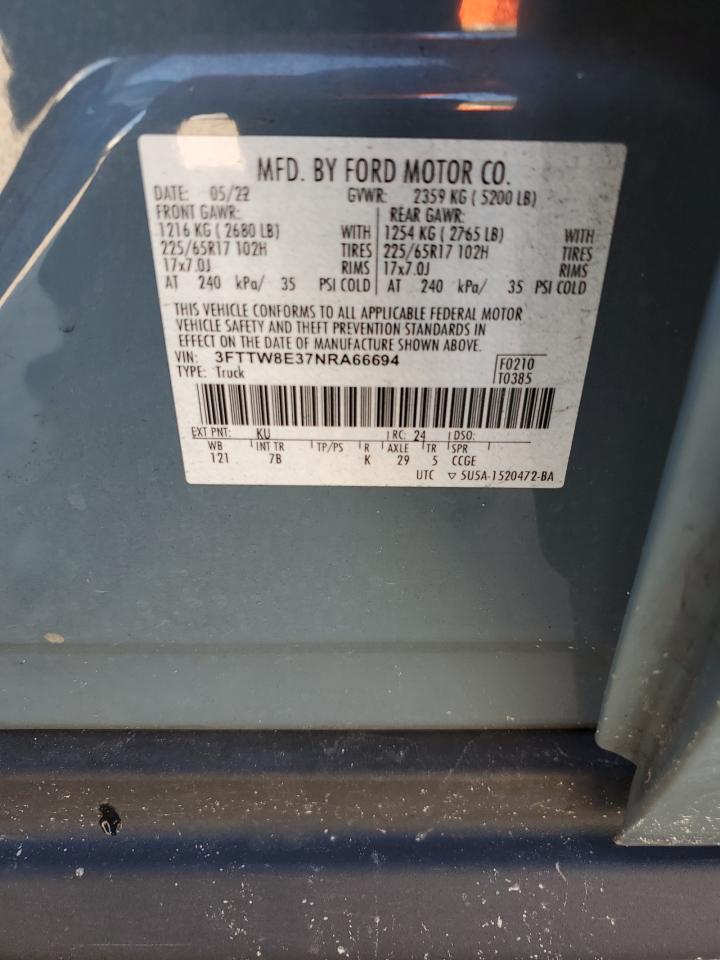 MFD. BY FORD MOTOR CO.
DATE: 05/22 GVWR: 2359 KG ( 5200 LB)
FRONT GAWR: REAR GAWR:
1216 KG ( 2680 LB) WITH 1254 KG ( 2765 LB) WITH
225/65R17 102H TIRES 225/65R17 102H TIRES
17x7.0J RIMS 17x7.0J RIMS
AT 240 kPa/ 35 PSI COLD AT 240 kPa/ 35 PSI COLD
THIS VEHICLE CONFORMS TO ALL APPLICABLE FEDERAL MOTOR
VEHICLE SAFETY AND THEFT PREVENTION STANDARDS IN
EFFECT ON THE DATE OF MANUFACTURE SHOWN ABOVE.
VIN: 3FTTW8E37NRA66694 F0210
TYPE: Truck T0385
EXT PNT: KU RC: 24 DSO:
WB INT TR TP/PS R AXLE TR SPR
121 7B K 29 5 CCGE
UTC ▽ 5U5A-1520472-BA